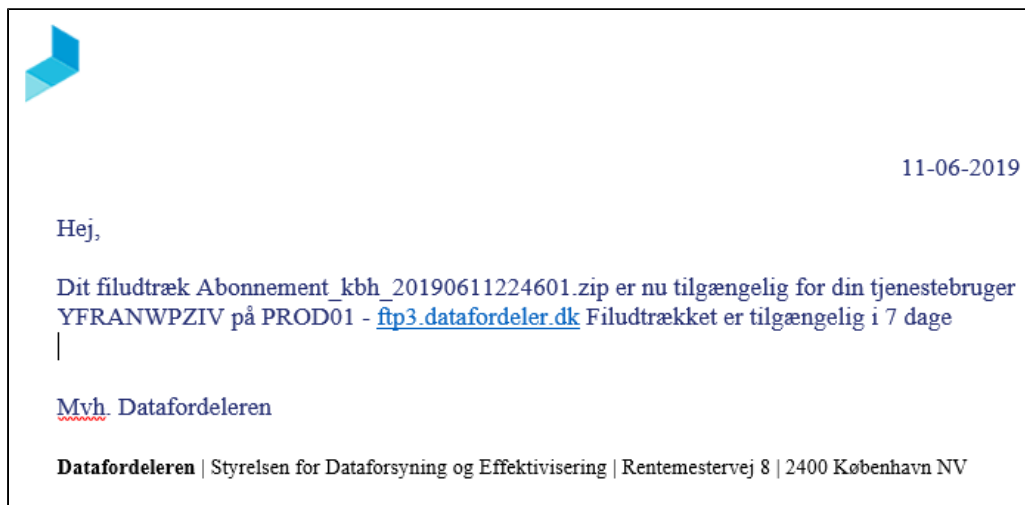 11-06-2019
Hej,
Dit filudtræk Abonnement_kbh_20190611224601.zip er nu tilgængelig for din tjenestebruger
YFRANWPZIV på PROD01 - ftp3.datafordeler.dk Filudtrækket er tilgængelig i 7 dage
Mvh. Datafordeleren
Datafordeleren | Styrelsen for Dataforsyning og Effektivisering | Rentemestervej 8 | 2400 København NV